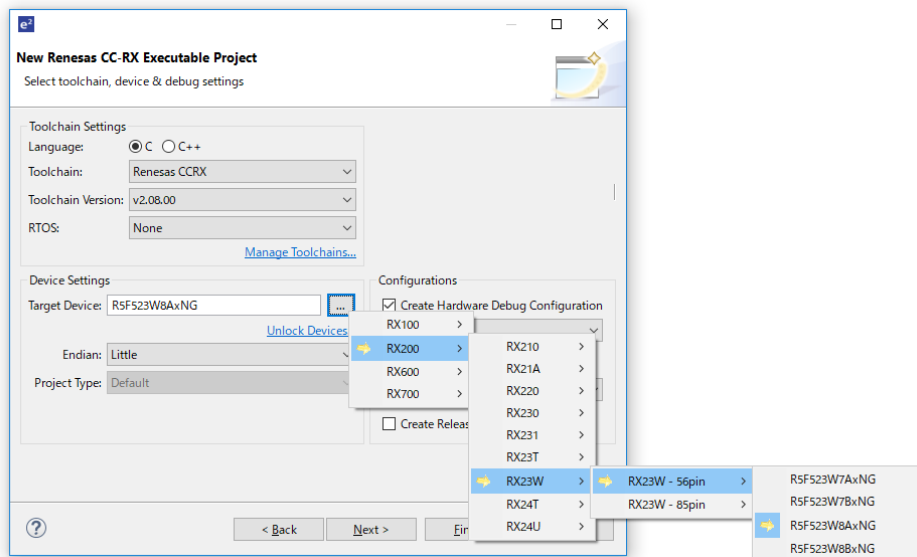 e²
New Renesas CC-RX Executable Project
Select toolchain, device & debug settings
Toolchain Settings
Language: C C++
Toolchain: Renesas CCRX
Toolchain Version: v2.08.00
RTOS: None
Manage Toolchains...
Device Settings
Target Device: R5F523W8AxNG ...
Unlock Devices
Endian: Little
Project Type: Default
Configurations
Create Hardware Debug Configuration
Create Relea
RX100 >
RX200 >
RX600 >
RX700 >
RX210 >
RX21A >
RX220 >
RX230 >
RX231 >
RX23T >
RX23W >
RX24T >
RX24U >
RX23W - 56pin >
RX23W - 85pin >
R5F523W7AxNG
R5F523W7BxNG
R5F523W8AxNG
R5F523W8BxNG
? < Back Next > Fin